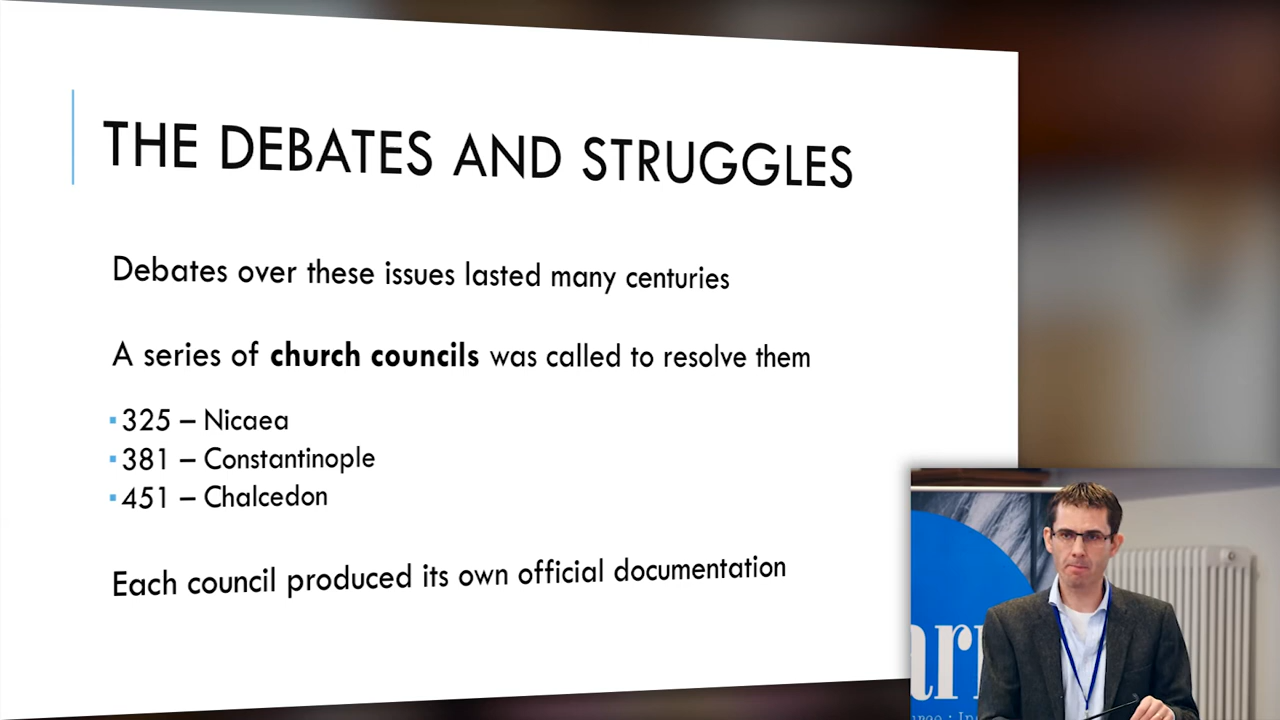 THE DEBATES AND STRUGGLES
Debates over these issues lasted many centuries
A series of church councils was called to resolve them
▪325 – Nicaea
▪381 – Constantinople
▪451 – Chalcedon
Each council produced its own official documentation